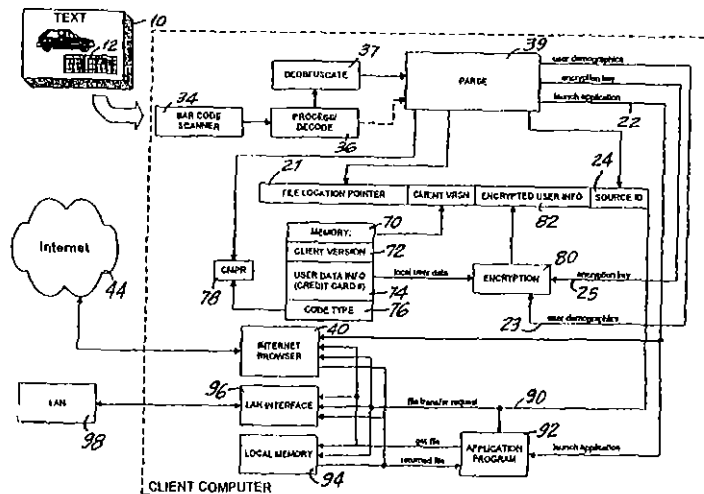 TEXT
10
12
37
DEOBFUSCATE
39
PARSE
user demographics
encryption key
launch application
22
34
BAR CODE
SCANNER
PROCESS/
DECODE
36
21
24
FILE LOCATION POINTER
CLIENT VRSN
ENCRYPTED USER INFO
SOURCE ID
82
Internet
44
MEMORY:
70
CLIENT VERSION
72
USER DATA INFO
(CREDIT CARD #)
74
CODE TYPE
76
CMPR
78
local user data
ENCRYPTION
80
encryption key
25
23
user demographics
40
INTERNET
BROWSER
96
LAN INTERFACE
LAN
98
file transfer request
90
get file
92
APPLICATION
PROGRAM
launch application
LOCAL MEMORY
94
returned file
CLIENT COMPUTER